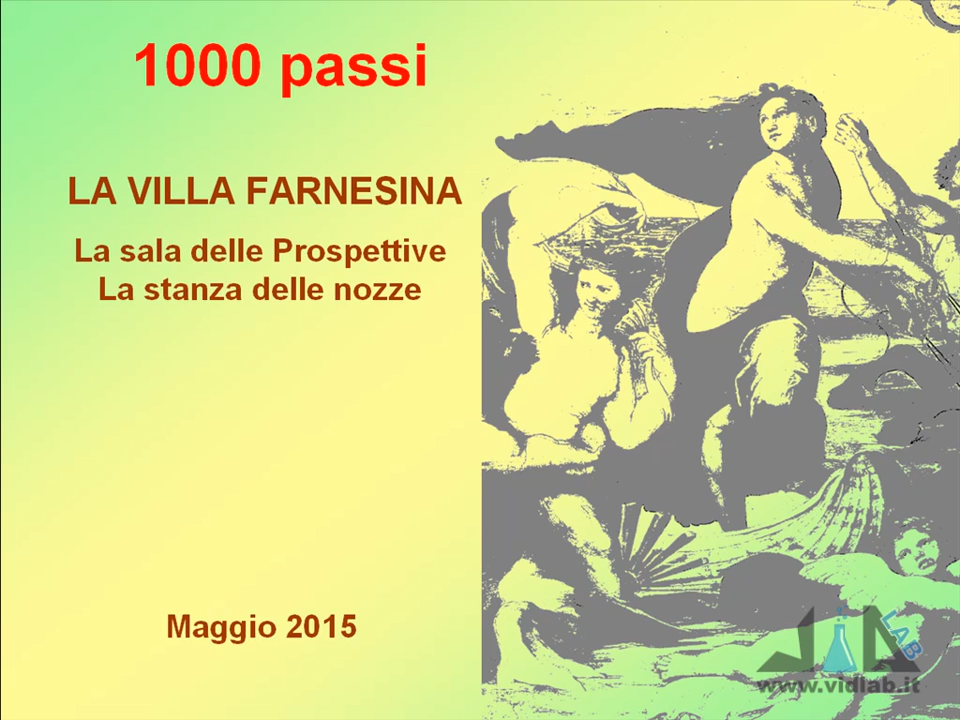 1000 passi
LA VILLA FARNESINA
La sala delle Prospettive
La stanza delle nozze
Maggio 2015
LAB
www.vidlab.it